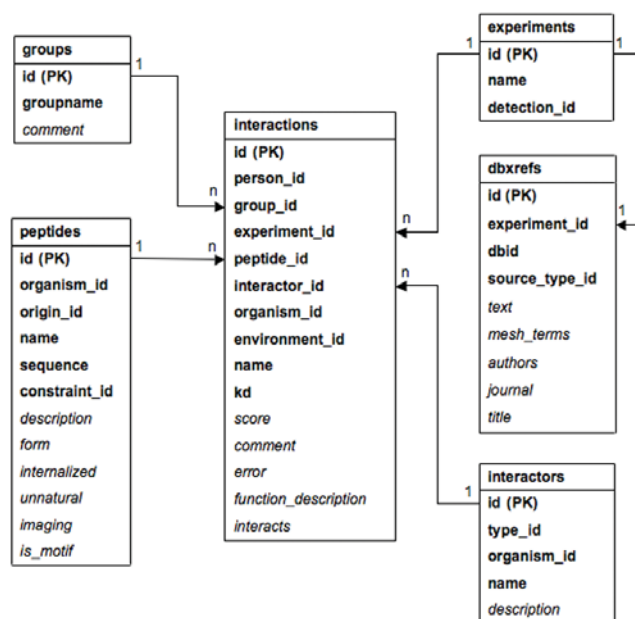 groups
id (PK)
groupname
comment
1
n
peptides
id (PK)
organism_id
origin_id
name
sequence
constraint_id
description
form
internalized
unnatural
imaging
is_motif
1
n
interactions
id (PK)
person_id
group_id
experiment_id
peptide_id
interactor_id
organism_id
environment_id
name
kd
score
comment
error
function_description
interacts
n
n
1
1
experiments
id (PK)
name
detection_id
1
1
dbxrefs
id (PK)
experiment_id
dbid
source_type_id
text
mesh_terms
authors
journal
title
interactors
id (PK)
type_id
organism_id
name
description